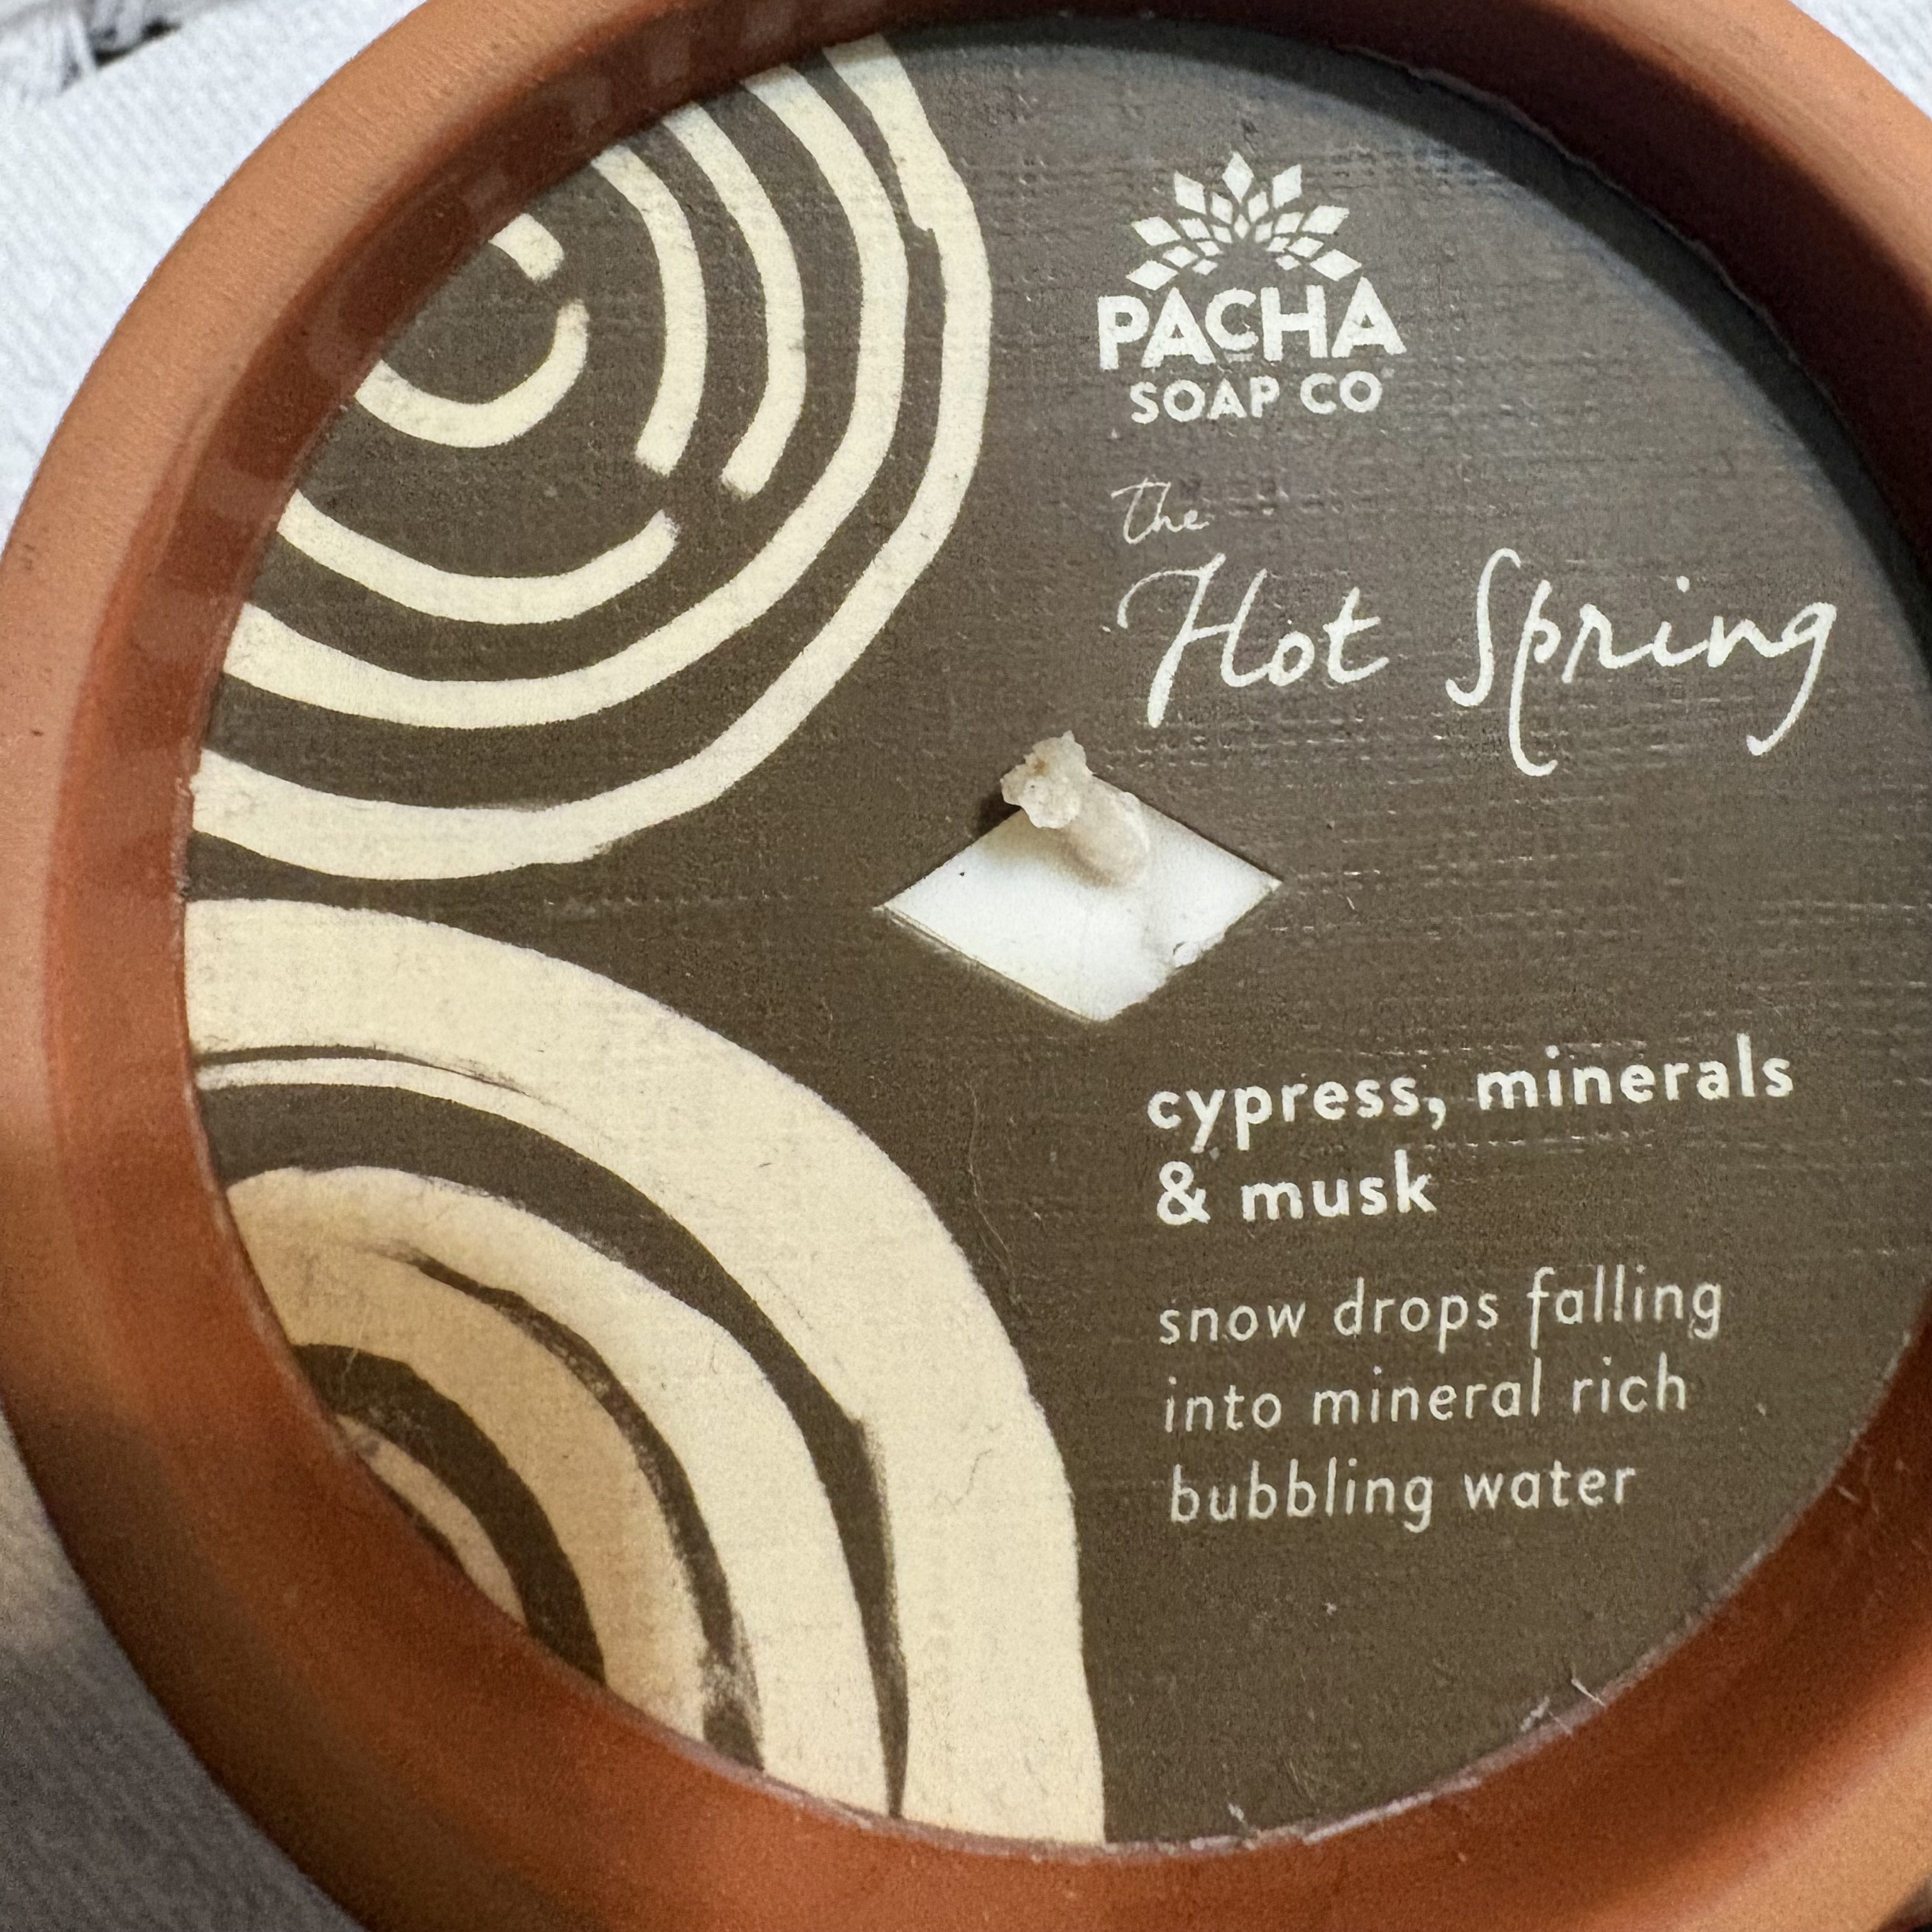 PACHA
SOAP CO
the
Hot Spring
cypress, minerals
& musk
snow drops falling
into mineral rich
bubbling water